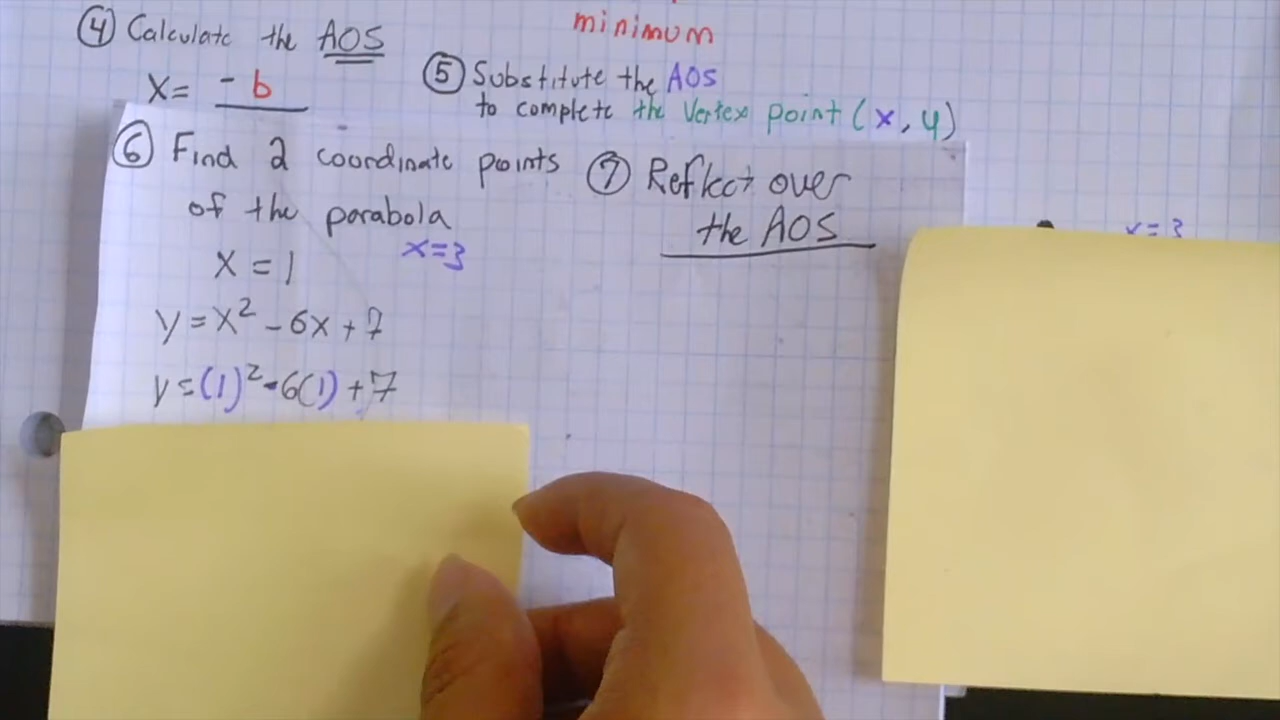 minimum
④ Calculate the AOS
x = -b
⑤ Substitute the AOS
to complete the Vertex point (x, y)
⑥ Find 2 coordinate points
of the parabola
x=3
x = 1
y = x² - 6x + 7
y = (1)² - 6(1) + 7
⑦ Reflect over
the AOS
x=3